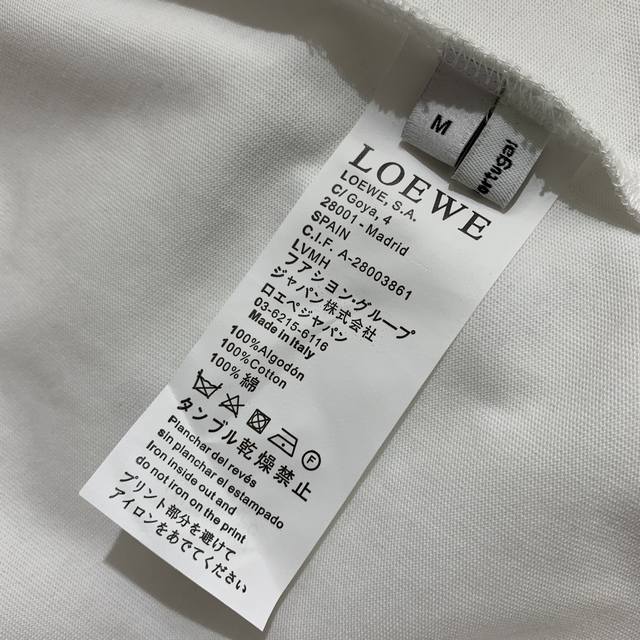 M
LOEWE
LOEWE, S.A.
C/ Goya, 4
28001 - Madrid
SPAIN
C.I.F. A-28003861
LVMH
ファション・グループ
ジャパン株式会社
ロエベジャパン
03-6215-6116
Made in Italy
100%Algodón
100%Cotton
100%綿
F
タンブル乾燥禁止
Planchar del revés
sin planchar el estampado
Iron inside out and
do not iron on the print
プリント部分を避けて
アイロンをあでてください